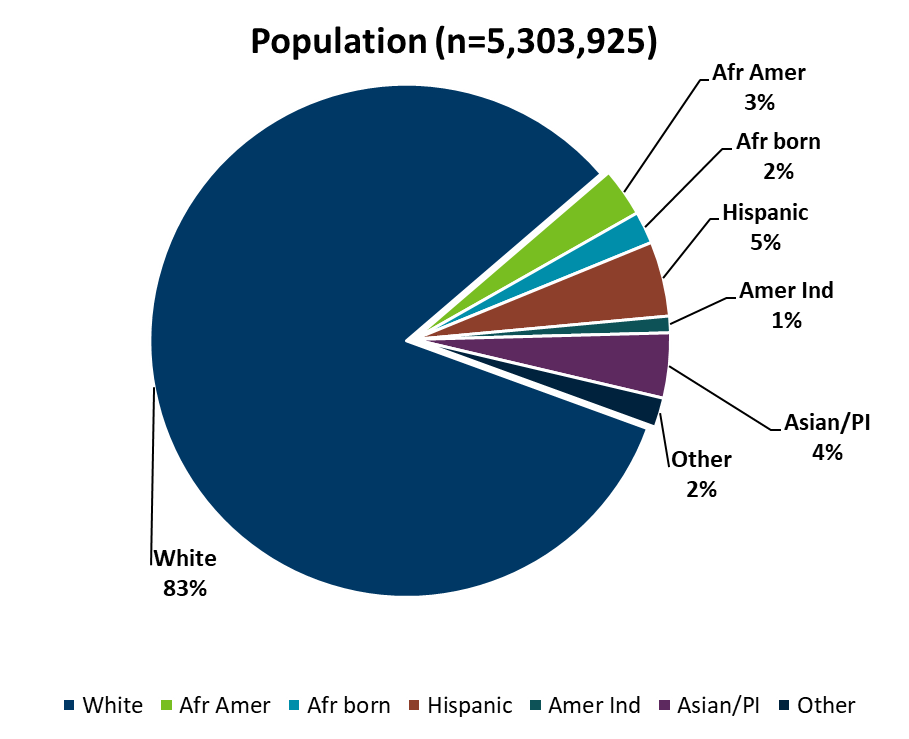 Population (n=5,303,925)
Afr Amer
3%
Afr born
2%
Hispanic
5%
Amer Ind
1%
Asian/PI
4%
Other
2%
White
83%
White Afr Amer Afr born Hispanic Amer Ind Asian/PI Other